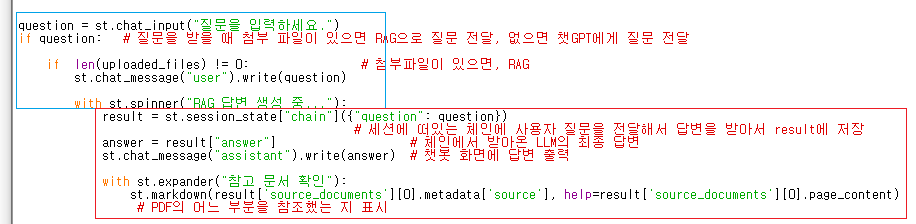 question = st.chat_input("질문을 입력하세요.")
if question:  # 질문을 받을 때 첨부 파일이 있으면 RAG으로 질문 전달, 없으면 챗GPT에게 질문 전달
    if  len(uploaded_files) != 0:                # 첨부파일이 있으면, RAG
        st.chat_message("user").write(question)
        with st.spinner("RAG 답변 생성 중..."):
            result = st.session_state["chain"]({"question": question})
                                                # 세션에 떠있는 체인에 사용자 질문을 전달해서 답변을 받아서 result에 저장
            answer = result["answer"]                   # 체인에서 받아온 LLM의 최종 답변
            st.chat_message("assistant").write(answer)  # 챗봇 화면에 답변 출력
            with st.expander("참고 문서 확인"):
                st.markdown(result['source_documents'][0].metadata['source'], help=result['source_documents'][0].page_content)
                 # PDF의 어느 부분을 참조했는 지 표시